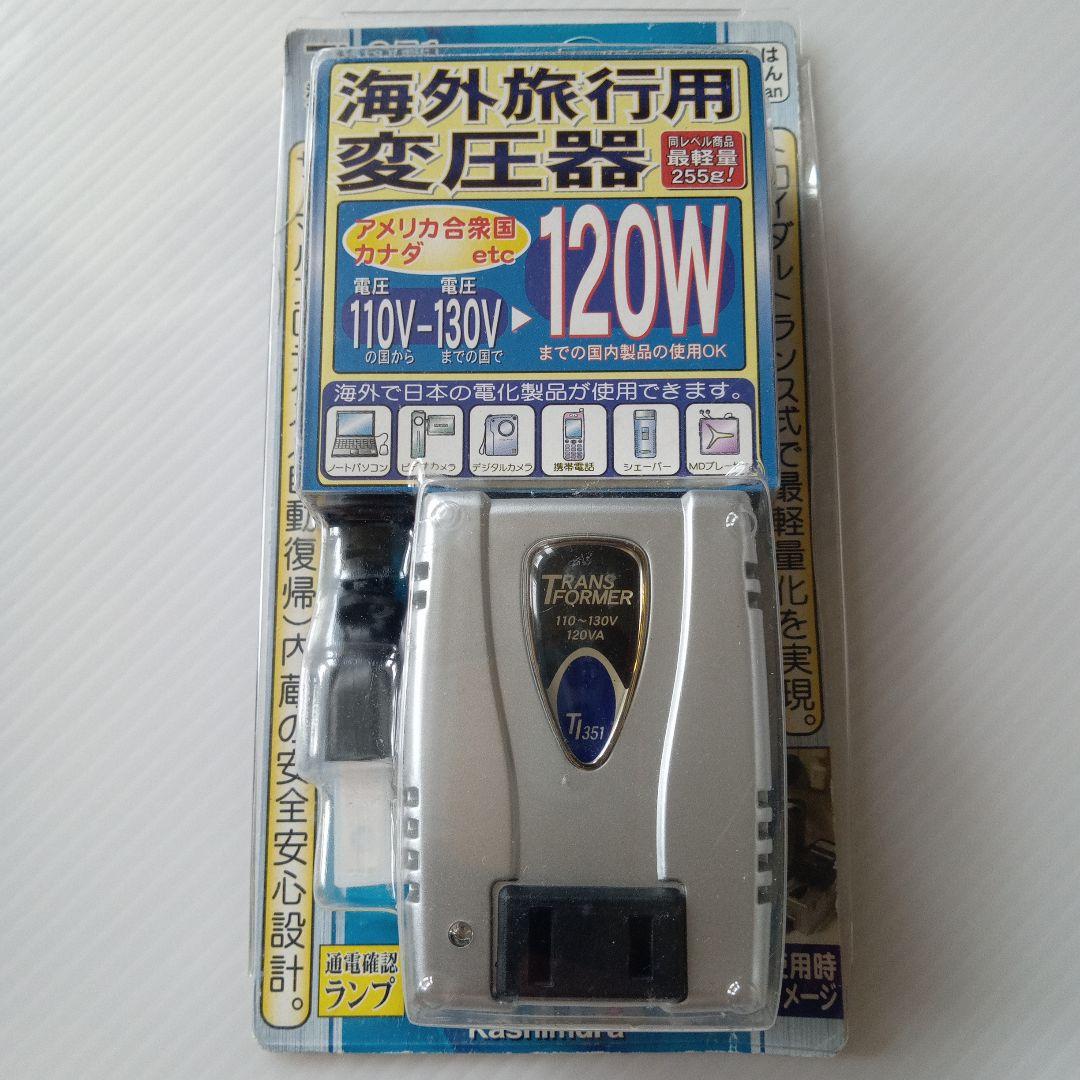 海外旅行用
変圧器
同レベル商品
最軽量
255g!
アメリカ合衆国
カナダ etc
電圧 電圧
110V-130V
の国から までの国で
120W
までの国内製品の使用OK
海外で日本の電化製品が使用できます。
ノートパソコン
デジタルカメラ
携帯電話
シェーバー
TRANS
FORMER
110~130V
120VA
TI351
動復帰)内蔵の安全安心設計。
トロイダルトランス式で最軽量化を実現。
通電確認
ランプ
用時
メージ
Kashimura